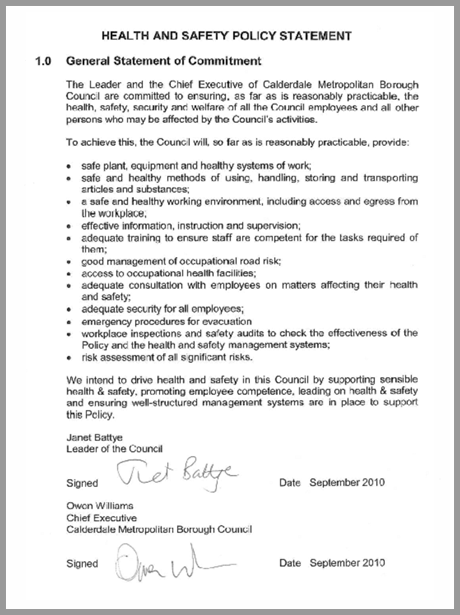 HEALTH AND SAFETY POLICY STATEMENT
1.0 General Statement of Commitment
The Leader and the Chief Executive of Calderdale Metropolitan Borough
Council are committed to ensuring, as far as is reasonably practicable, the
health, safety, security and welfare of all the Council employees and all other
persons who may be affected by the Council's activities.
To achieve this, the Council will, so far as is reasonably practicable, provide:
• safe plant, equipment and healthy systems of work;
• safe and healthy methods of using, handling, storing and transporting
articles and substances;
• a safe and healthy working environment, including access and egress from
the workplace;
• effective information, instruction and supervision;
• adequate training to ensure staff are competent for the tasks required of
them;
• good management of occupational road risk;
• access to occupational health facilities;
• adequate consultation with employees on matters affecting their health
and safety;
• adequate security for all employees;
• emergency procedures for evacuation
• workplace inspections and safety audits to check the effectiveness of the
Policy and the health and safety management systems;
• risk assessment of all significant risks.
We intend to drive health and safety in this Council by supporting sensible
health & safety, promoting employee competence, leading on health & safety
and ensuring well-structured management systems are in place to support
this Policy.
Janet Battye
Leader of the Council
Signed Battye Date September 2010
Owen Williams
Chief Executive
Calderdale Metropolitan Borough Council
Signed Owen Date September 2010